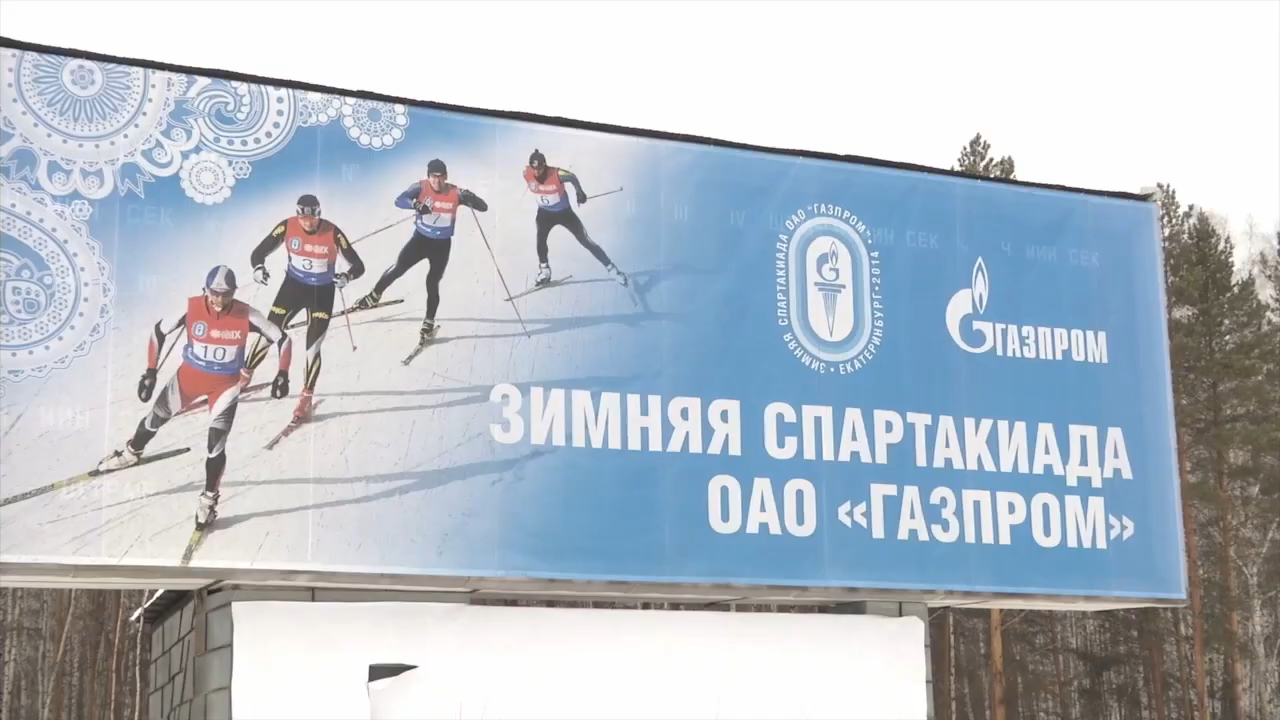 ЗИМНЯЯ СПАРТАКИАДА ОАО "ГАЗПРОМ" • ЕКАТЕРИНБУРГ • 2014 •
ГАЗПРОМ
ЗИМНЯЯ СПАРТАКИАДА
ОАО «ГАЗПРОМ»
6
7
3
10